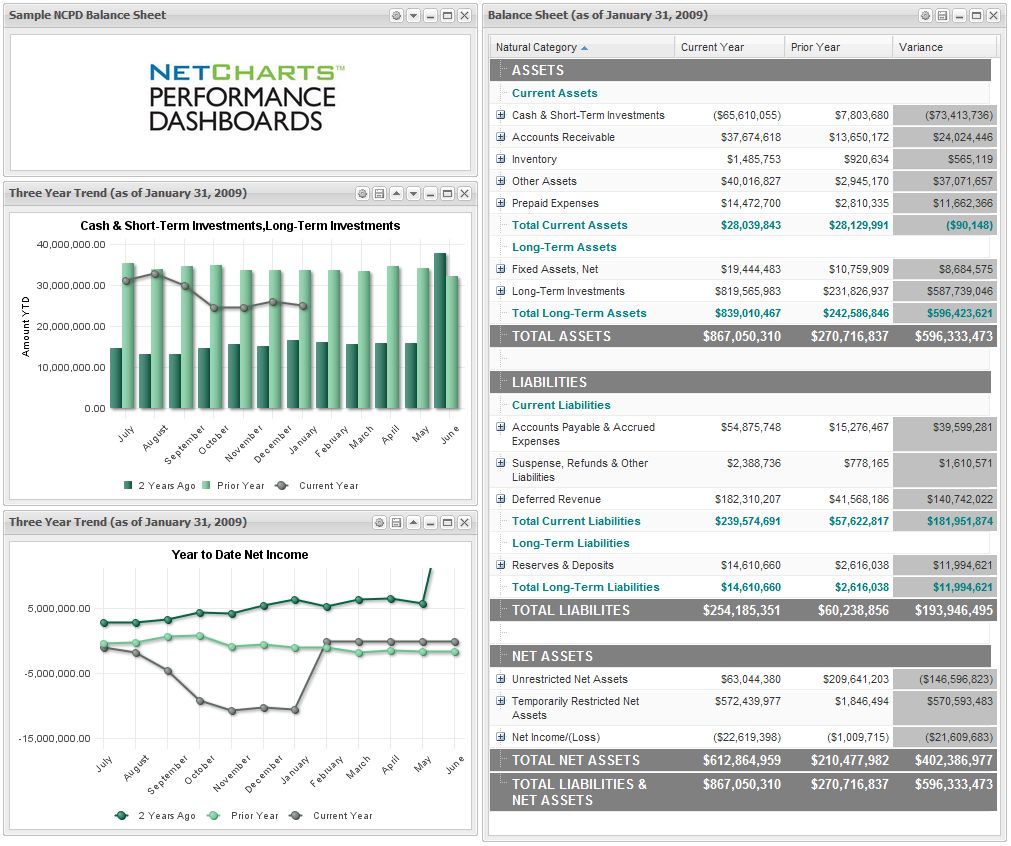 Sample NCPD Balance Sheet
NETCHARTS™
PERFORMANCE
DASHBOARDS
Three Year Trend (as of January 31, 2009)
Cash & Short-Term Investments,Long-Term Investments
Amount YTD
40,000,000.00
30,000,000.00
20,000,000.00
10,000,000.00
0.00
July August September October November December January February March April May June
2 Years Ago Prior Year Current Year
Three Year Trend (as of January 31, 2009)
Year to Date Net Income
5,000,000.00
-5,000,000.00
-15,000,000.00
July August September October November December January February March April May June
2 Years Ago Prior Year Current Year
Balance Sheet (as of January 31, 2009)
Natural Category Current Year Prior Year Variance
ASSETS
Current Assets
Cash & Short-Term Investments ($65,610,055) $7,803,680 ($73,413,736)
Accounts Receivable $37,674,618 $13,650,172 $24,024,446
Inventory $1,485,753 $920,634 $565,119
Other Assets $40,016,827 $2,945,170 $37,071,657
Prepaid Expenses $14,472,700 $2,810,335 $11,662,366
Total Current Assets $28,039,843 $28,129,991 ($90,148)
Long-Term Assets
Fixed Assets, Net $19,444,483 $10,759,909 $8,684,575
Long-Term Investments $819,565,983 $231,826,937 $587,739,046
Total Long-Term Assets $839,010,467 $242,586,846 $596,423,621
TOTAL ASSETS $867,050,310 $270,716,837 $596,333,473
LIABILITIES
Current Liabilities
Accounts Payable & Accrued $54,875,748 $15,276,467 $39,599,281
Expenses
Suspense, Refunds & Other $2,388,736 $778,165 $1,610,571
Liabilities
Deferred Revenue $182,310,207 $41,568,186 $140,742,022
Total Current Liabilities $239,574,691 $57,622,817 $181,951,874
Long-Term Liabilities
Reserves & Deposits $14,610,660 $2,616,038 $11,994,621
Total Long-Term Liabilities $14,610,660 $2,616,038 $11,994,621
TOTAL LIABILITES $254,185,351 $60,238,856 $193,946,495
NET ASSETS
Unrestricted Net Assets $63,044,380 $209,641,203 ($146,596,823)
Temporarily Restricted Net $572,439,977 $1,846,494 $570,593,483
Assets
Net Income/(Loss) ($22,619,398) ($1,009,715) ($21,609,683)
TOTAL NET ASSETS $612,864,959 $210,477,982 $402,386,977
TOTAL LIABILITIES & $867,050,310 $270,716,837 $596,333,473
NET ASSETS